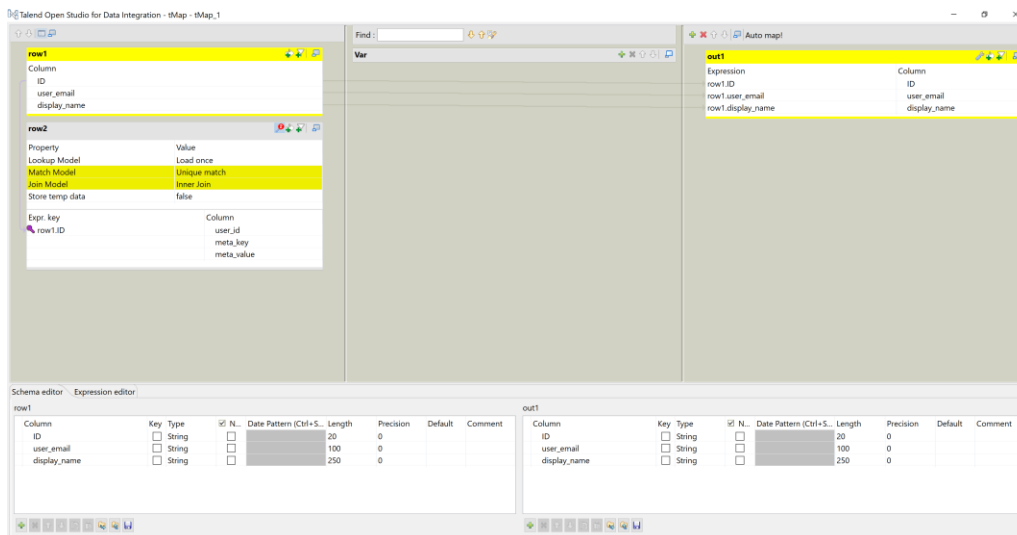 Talend Open Studio for Data Integration - tMap - tMap_1
Find :
Auto map!
row1
Column
ID
user_email
display_name
row2
Property Value
Lookup Model Load once
Match Model Unique match
Join Model Inner Join
Store temp data false
Expr. key Column
row1.ID user_id
meta_key
meta_value
Var
out1
Expression Column
row1.ID ID
row1.user_email user_email
row1.display_name display_name
Schema editor Expression editor
row1
Column Key Type N... Date Pattern (Ctrl+S... Length Precision Default Comment
ID String 20 0
user_email String 100 0
display_name String 250 0
out1
Column Key Type N... Date Pattern (Ctrl+S... Length Precision Default Comment
ID String 20 0
user_email String 100 0
display_name String 250 0